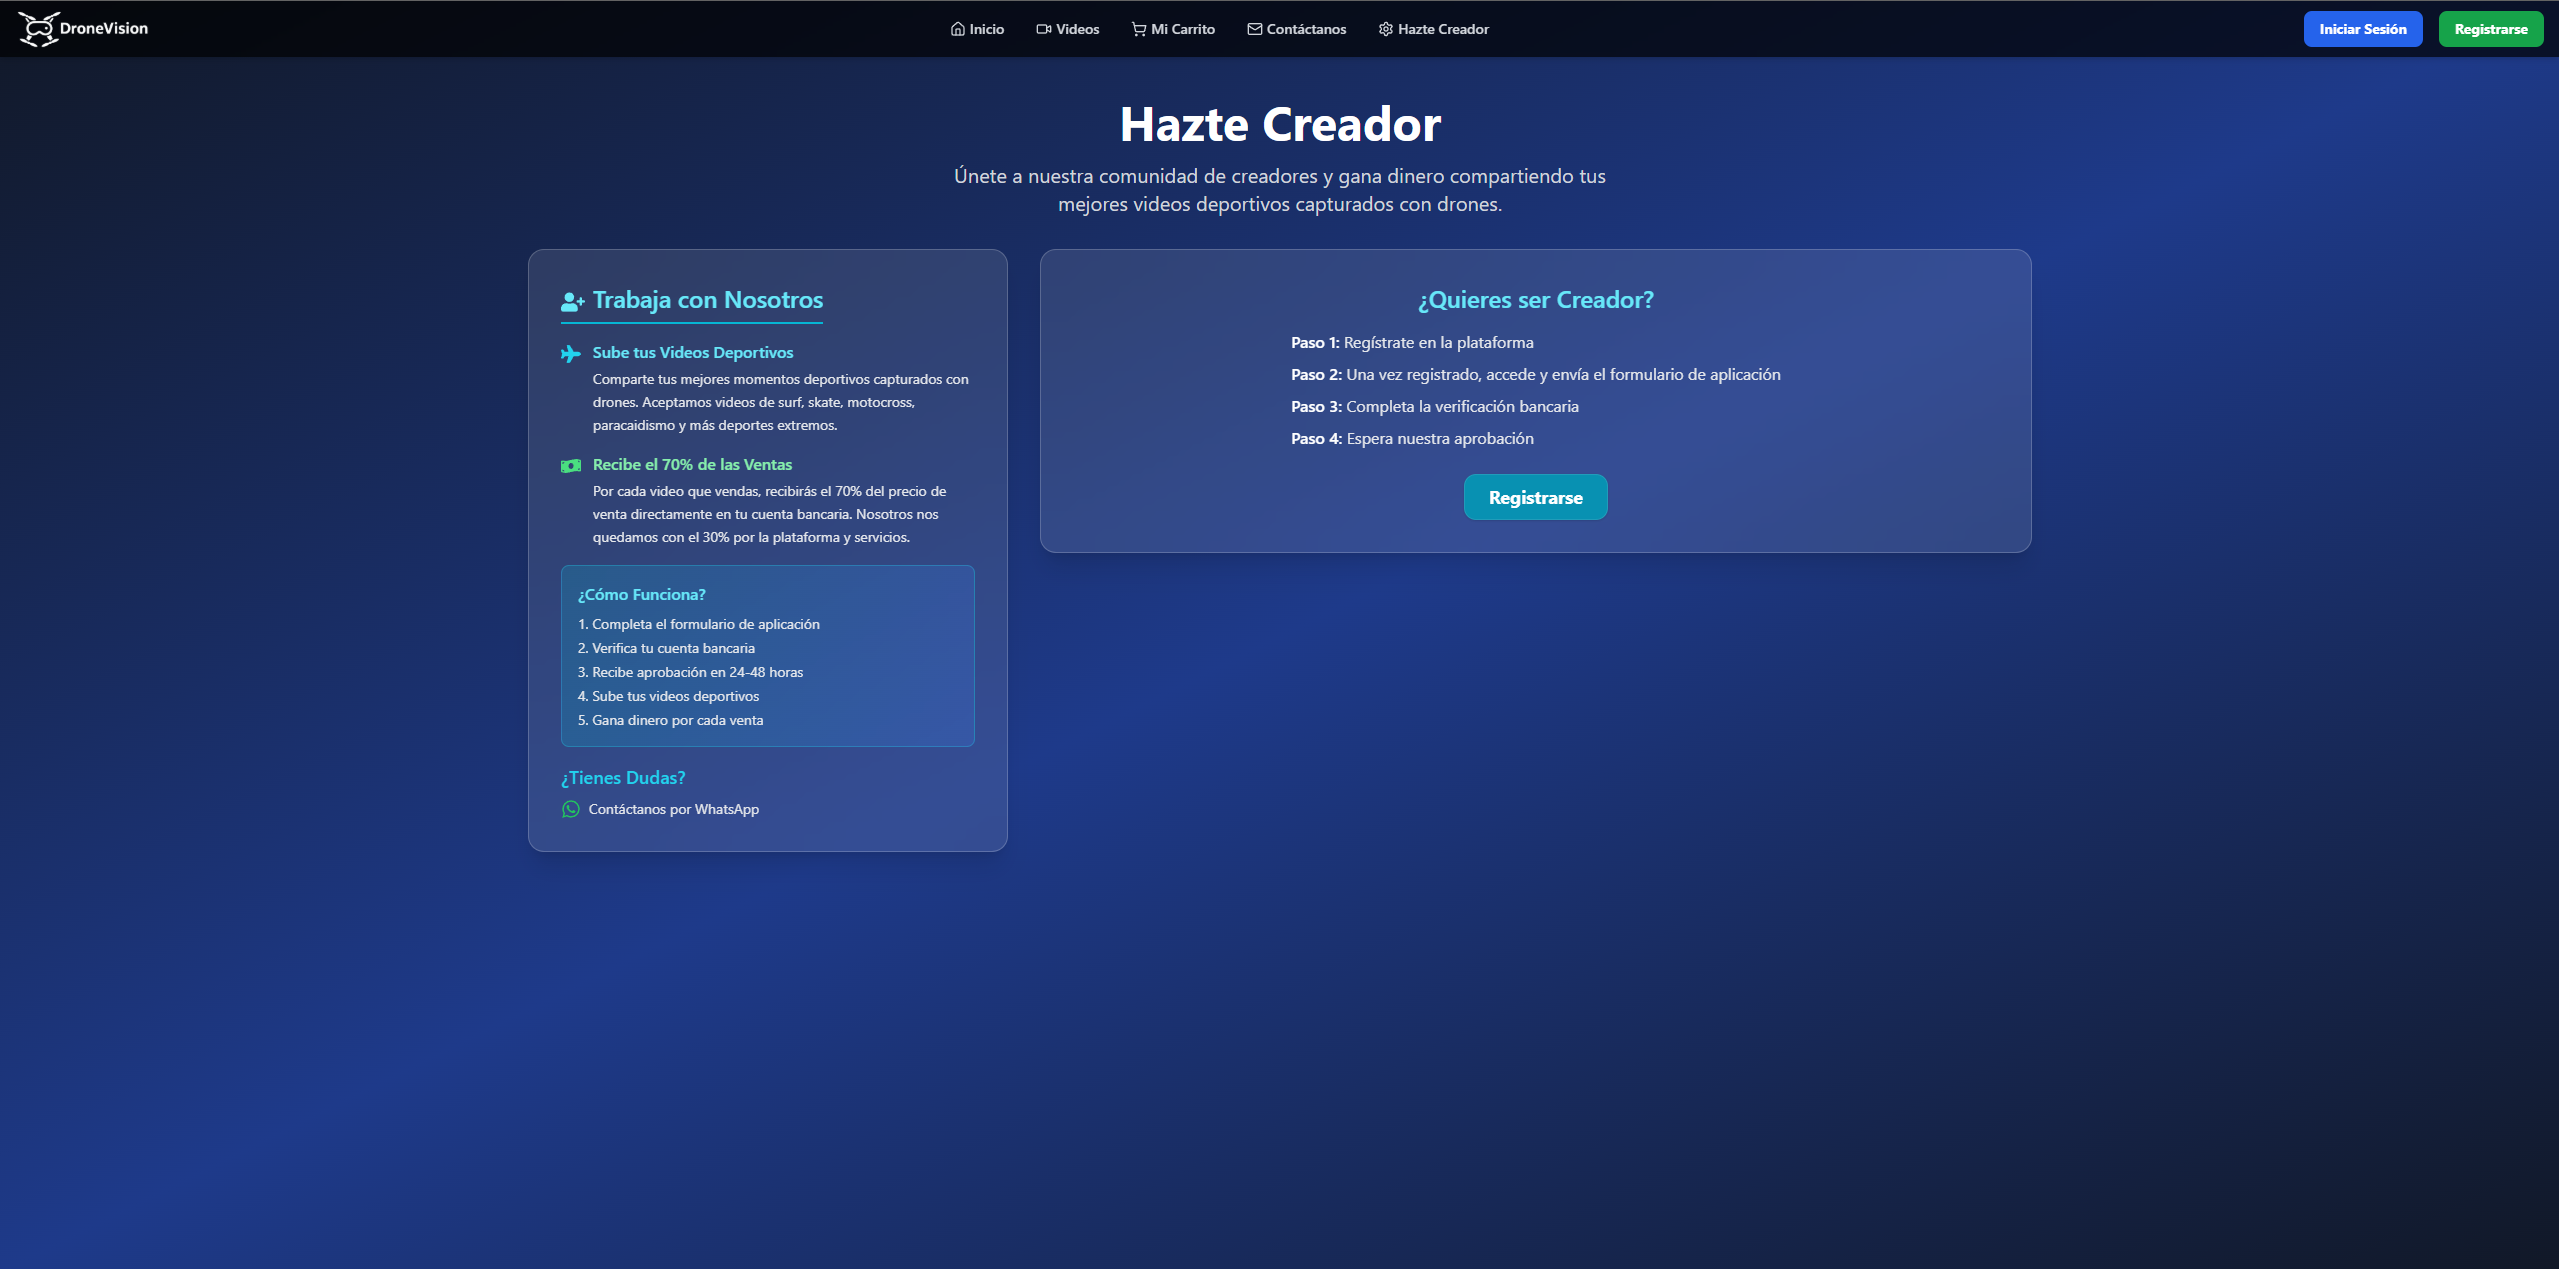 DroneVision
Inicio
Videos
Mi Carrito
Contáctanos
Hazte Creador
Iniciar Sesión
Registrarse
Hazte Creador
Únete a nuestra comunidad de creadores y gana dinero compartiendo tus
mejores videos deportivos capturados con drones.
Trabaja con Nosotros
Sube tus Videos Deportivos
Comparte tus mejores momentos deportivos capturados con
drones. Aceptamos videos de surf, skate, motocross,
paracaidismo y más deportes extremos.
Recibe el 70% de las Ventas
Por cada video que vendas, recibirás el 70% del precio de
venta directamente en tu cuenta bancaria. Nosotros nos
quedamos con el 30% por la plataforma y servicios.
¿Cómo Funciona?
1. Completa el formulario de aplicación
2. Verifica tu cuenta bancaria
3. Recibe aprobación en 24-48 horas
4. Sube tus videos deportivos
5. Gana dinero por cada venta
¿Tienes Dudas?
Contáctanos por WhatsApp
¿Quieres ser Creador?
Paso 1: Regístrate en la plataforma
Paso 2: Una vez registrado, accede y envía el formulario de aplicación
Paso 3: Completa la verificación bancaria
Paso 4: Espera nuestra aprobación
Registrarse